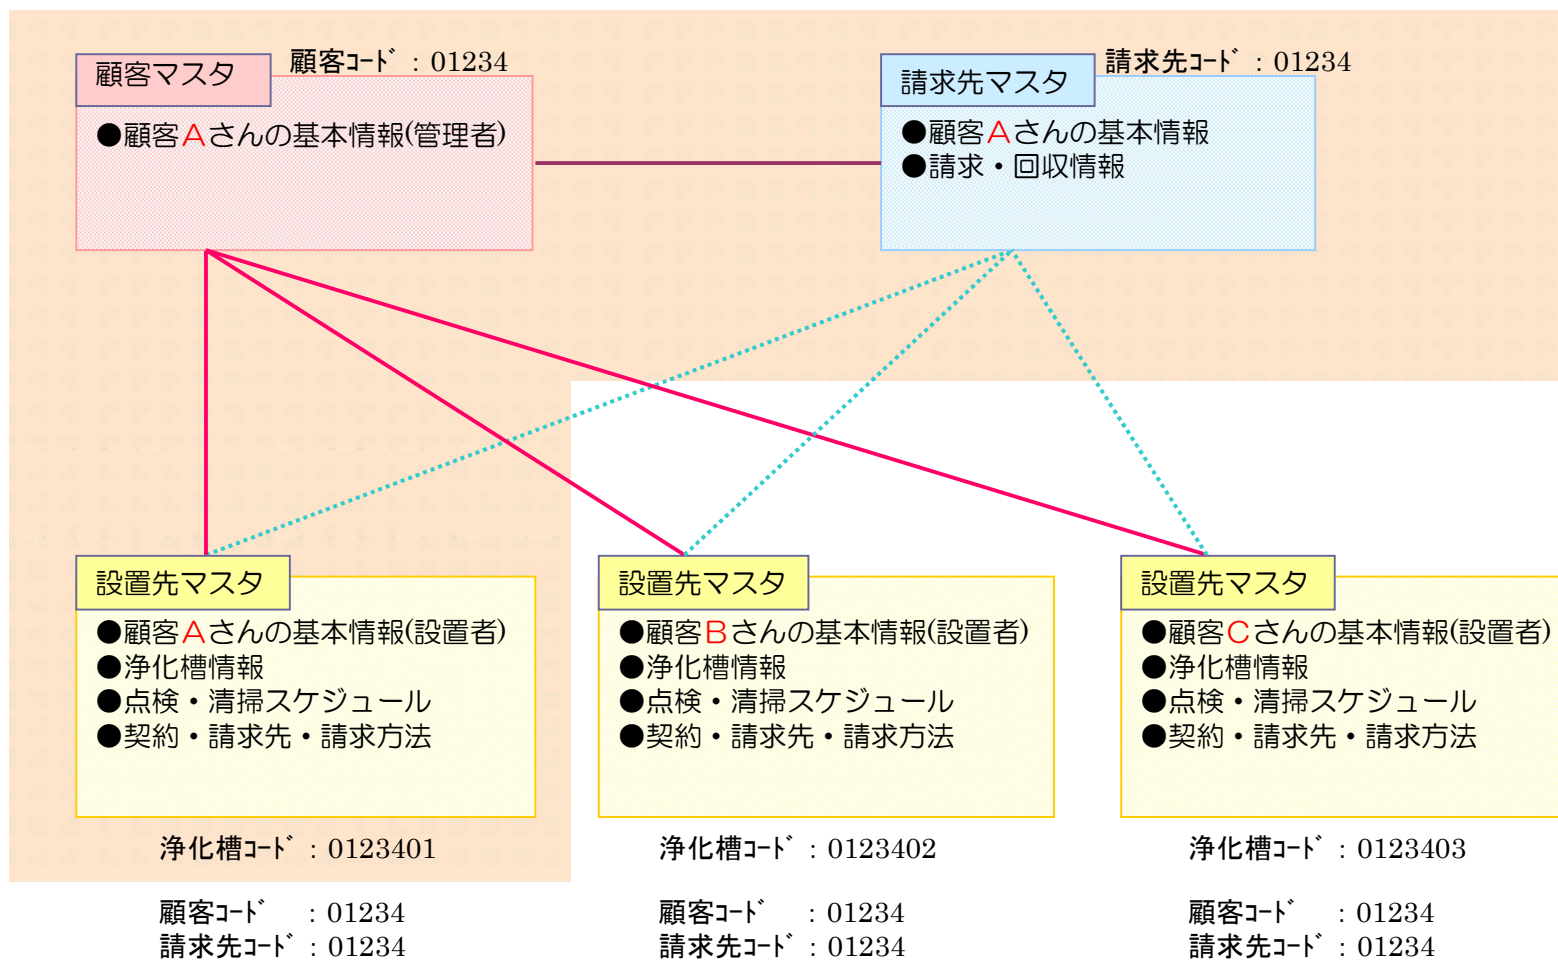 顧客コード：01234
顧客マスタ
●顧客Aさんの基本情報(管理者)
請求先コード：01234
請求先マスタ
●顧客Aさんの基本情報
●請求・回収情報
設置先マスタ
●顧客Aさんの基本情報(設置者)
●浄化槽情報
●点検・清掃スケジュール
●契約・請求先・請求方法
浄化槽コード：0123401
顧客コード　：01234
請求先コード：01234
設置先マスタ
●顧客Bさんの基本情報(設置者)
●浄化槽情報
●点検・清掃スケジュール
●契約・請求先・請求方法
浄化槽コード：0123402
顧客コード　：01234
請求先コード：01234
設置先マスタ
●顧客Cさんの基本情報(設置者)
●浄化槽情報
●点検・清掃スケジュール
●契約・請求先・請求方法
浄化槽コード：0123403
顧客コード　：01234
請求先コード：01234